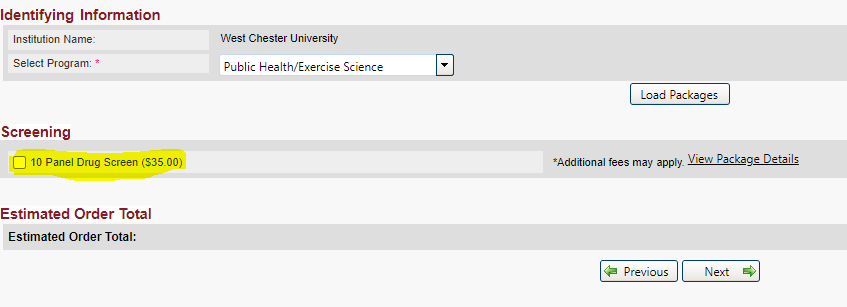 Identifying Information
Institution Name: West Chester University
Select Program: * Public Health/Exercise Science
Load Packages
Screening
10 Panel Drug Screen ($35.00) *Additional fees may apply. View Package Details
Estimated Order Total
Estimated Order Total:
Previous Next